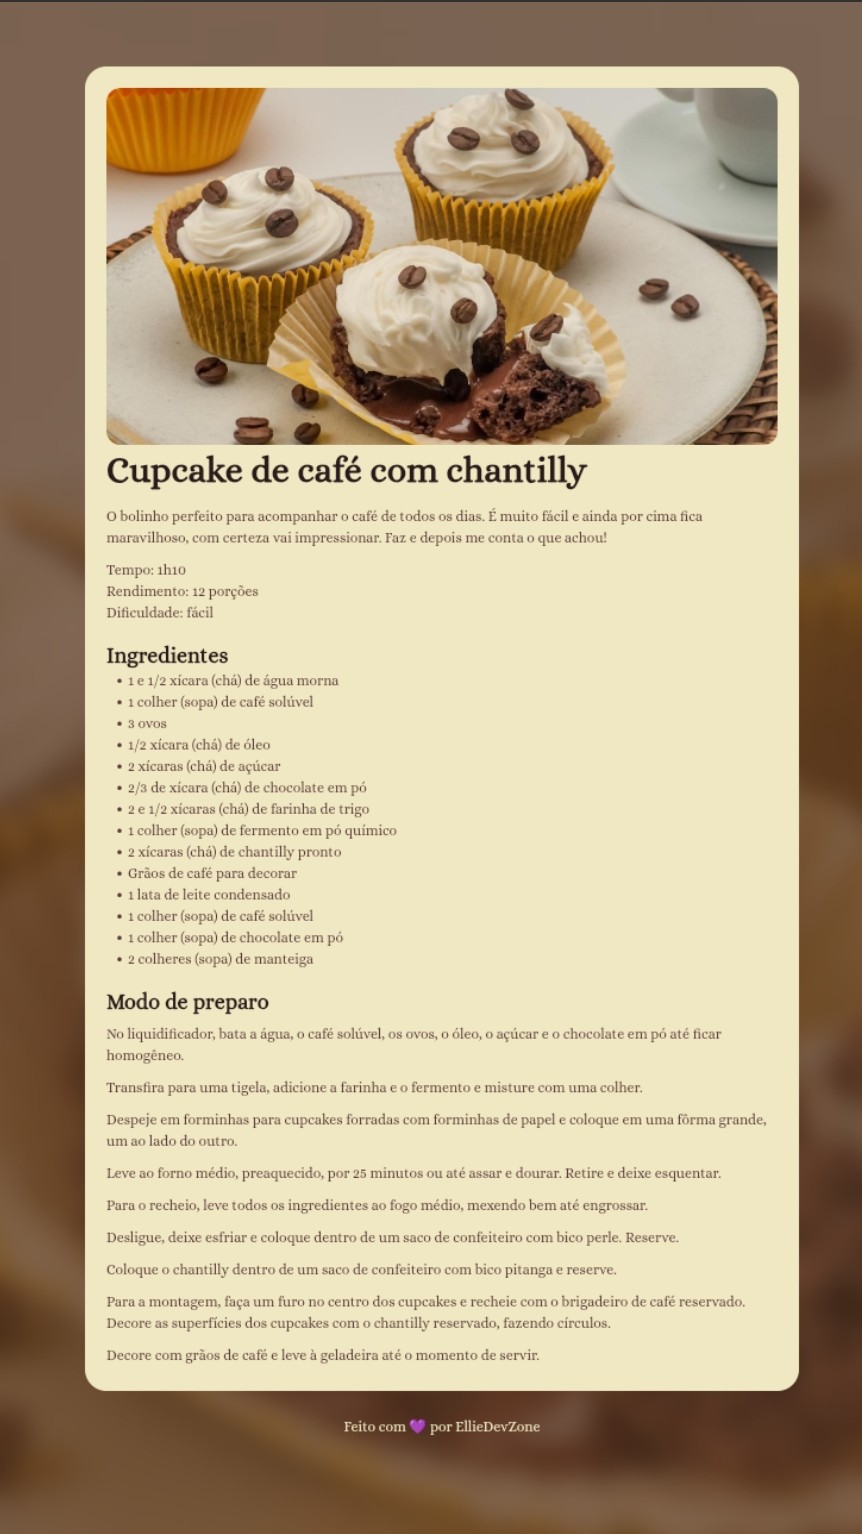 Cupcake de café com chantilly
O bolinho perfeito para acompanhar o café de todos os dias. É muito fácil e ainda por cima fica
maravilhoso, com certeza vai impressionar. Faz e depois me conta o que achou!
Tempo: 1h10
Rendimento: 12 porções
Dificuldade: fácil
Ingredientes
• 1 e 1/2 xícara (chá) de água morna
• 1 colher (sopa) de café solúvel
• 3 ovos
• 1/2 xícara (chá) de óleo
• 2 xícaras (chá) de açúcar
• 2/3 de xícara (chá) de chocolate em pó
• 2 e 1/2 xícaras (chá) de farinha de trigo
• 1 colher (sopa) de fermento em pó químico
• 2 xícaras (chá) de chantilly pronto
• Grãos de café para decorar
• 1 lata de leite condensado
• 1 colher (sopa) de café solúvel
• 1 colher (sopa) de chocolate em pó
• 2 colheres (sopa) de manteiga
Modo de preparo
No liquidificador, bata a água, o café solúvel, os ovos, o óleo, o açúcar e o chocolate em pó até ficar
homogêneo.
Transfira para uma tigela, adicione a farinha e o fermento e misture com uma colher.
Despeje em forminhas para cupcakes forradas com forminhas de papel e coloque em uma fôrma grande,
um ao lado do outro.
Leve ao forno médio, preaquecido, por 25 minutos ou até assar e dourar. Retire e deixe esquentar.
Para o recheio, leve todos os ingredientes ao fogo médio, mexendo bem até engrossar.
Desligue, deixe esfriar e coloque dentro de um saco de confeiteiro com bico perle. Reserve.
Coloque o chantilly dentro de um saco de confeiteiro com bico pitanga e reserve.
Para a montagem, faça um furo no centro dos cupcakes e recheie com o brigadeiro de café reservado.
Decore as superfícies dos cupcakes com o chantilly reservado, fazendo círculos.
Decore com grãos de café e leve à geladeira até o momento de servir.
Feito com 💜 por EllieDevZone